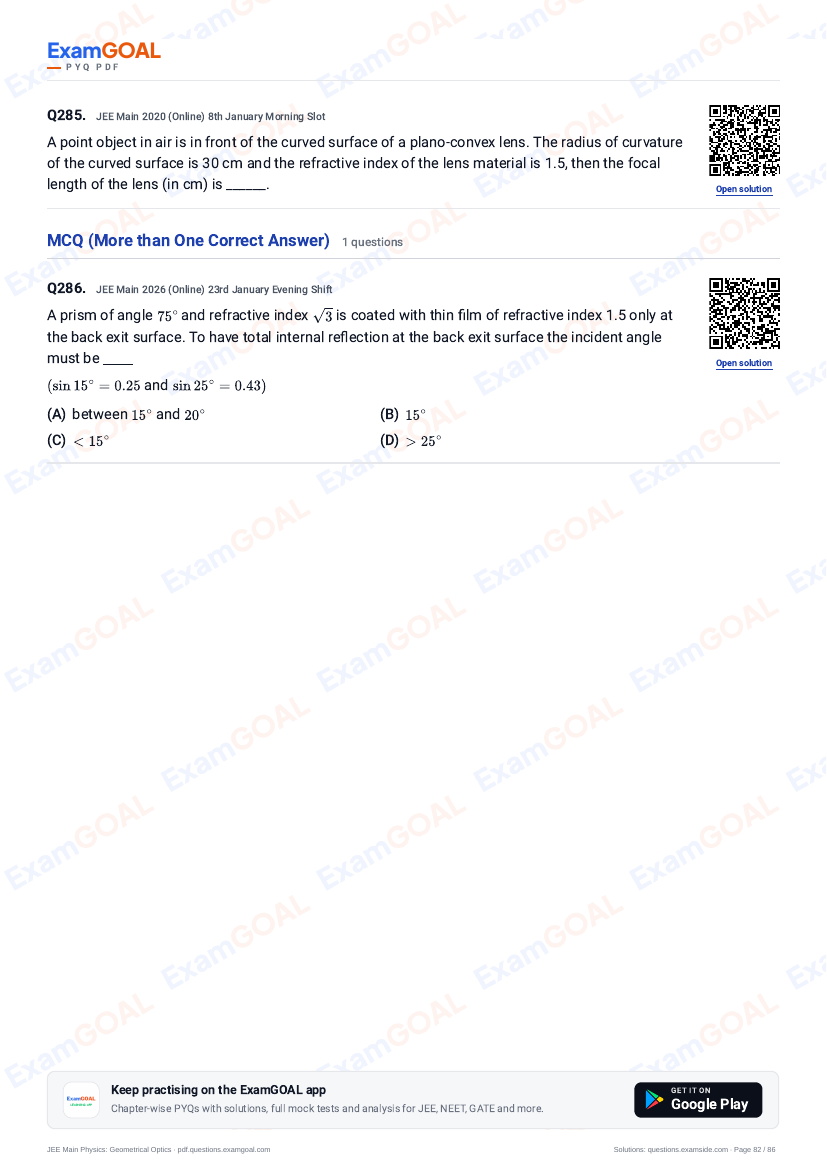 ExamGOAL
PYQ PDF
Q285. JEE Main 2020 (Online) 8th January Morning Slot
A point object in air is in front of the curved surface of a plano-convex lens. The radius of curvature
of the curved surface is 30 cm and the refractive index of the lens material is 1.5, then the focal
length of the lens (in cm) is ______.
Open solution
MCQ (More than One Correct Answer) 1 questions
Q286. JEE Main 2026 (Online) 23rd January Evening Shift
A prism of angle 75° and refractive index √3 is coated with thin film of refractive index 1.5 only at
the back exit surface. To have total internal reflection at the back exit surface the incident angle
must be ____
Open solution
(sin 15° = 0.25 and sin 25° = 0.43)
(A) between 15° and 20°
(B) 15°
(C) < 15°
(D) > 25°
Keep practising on the ExamGOAL app
Chapter-wise PYQs with solutions, full mock tests and analysis for JEE, NEET, GATE and more.
GET IT ON
Google Play
JEE Main Physics: Geometrical Optics · pdf.questions.examgoal.com
Solutions: questions.examside.com · Page 82 / 86